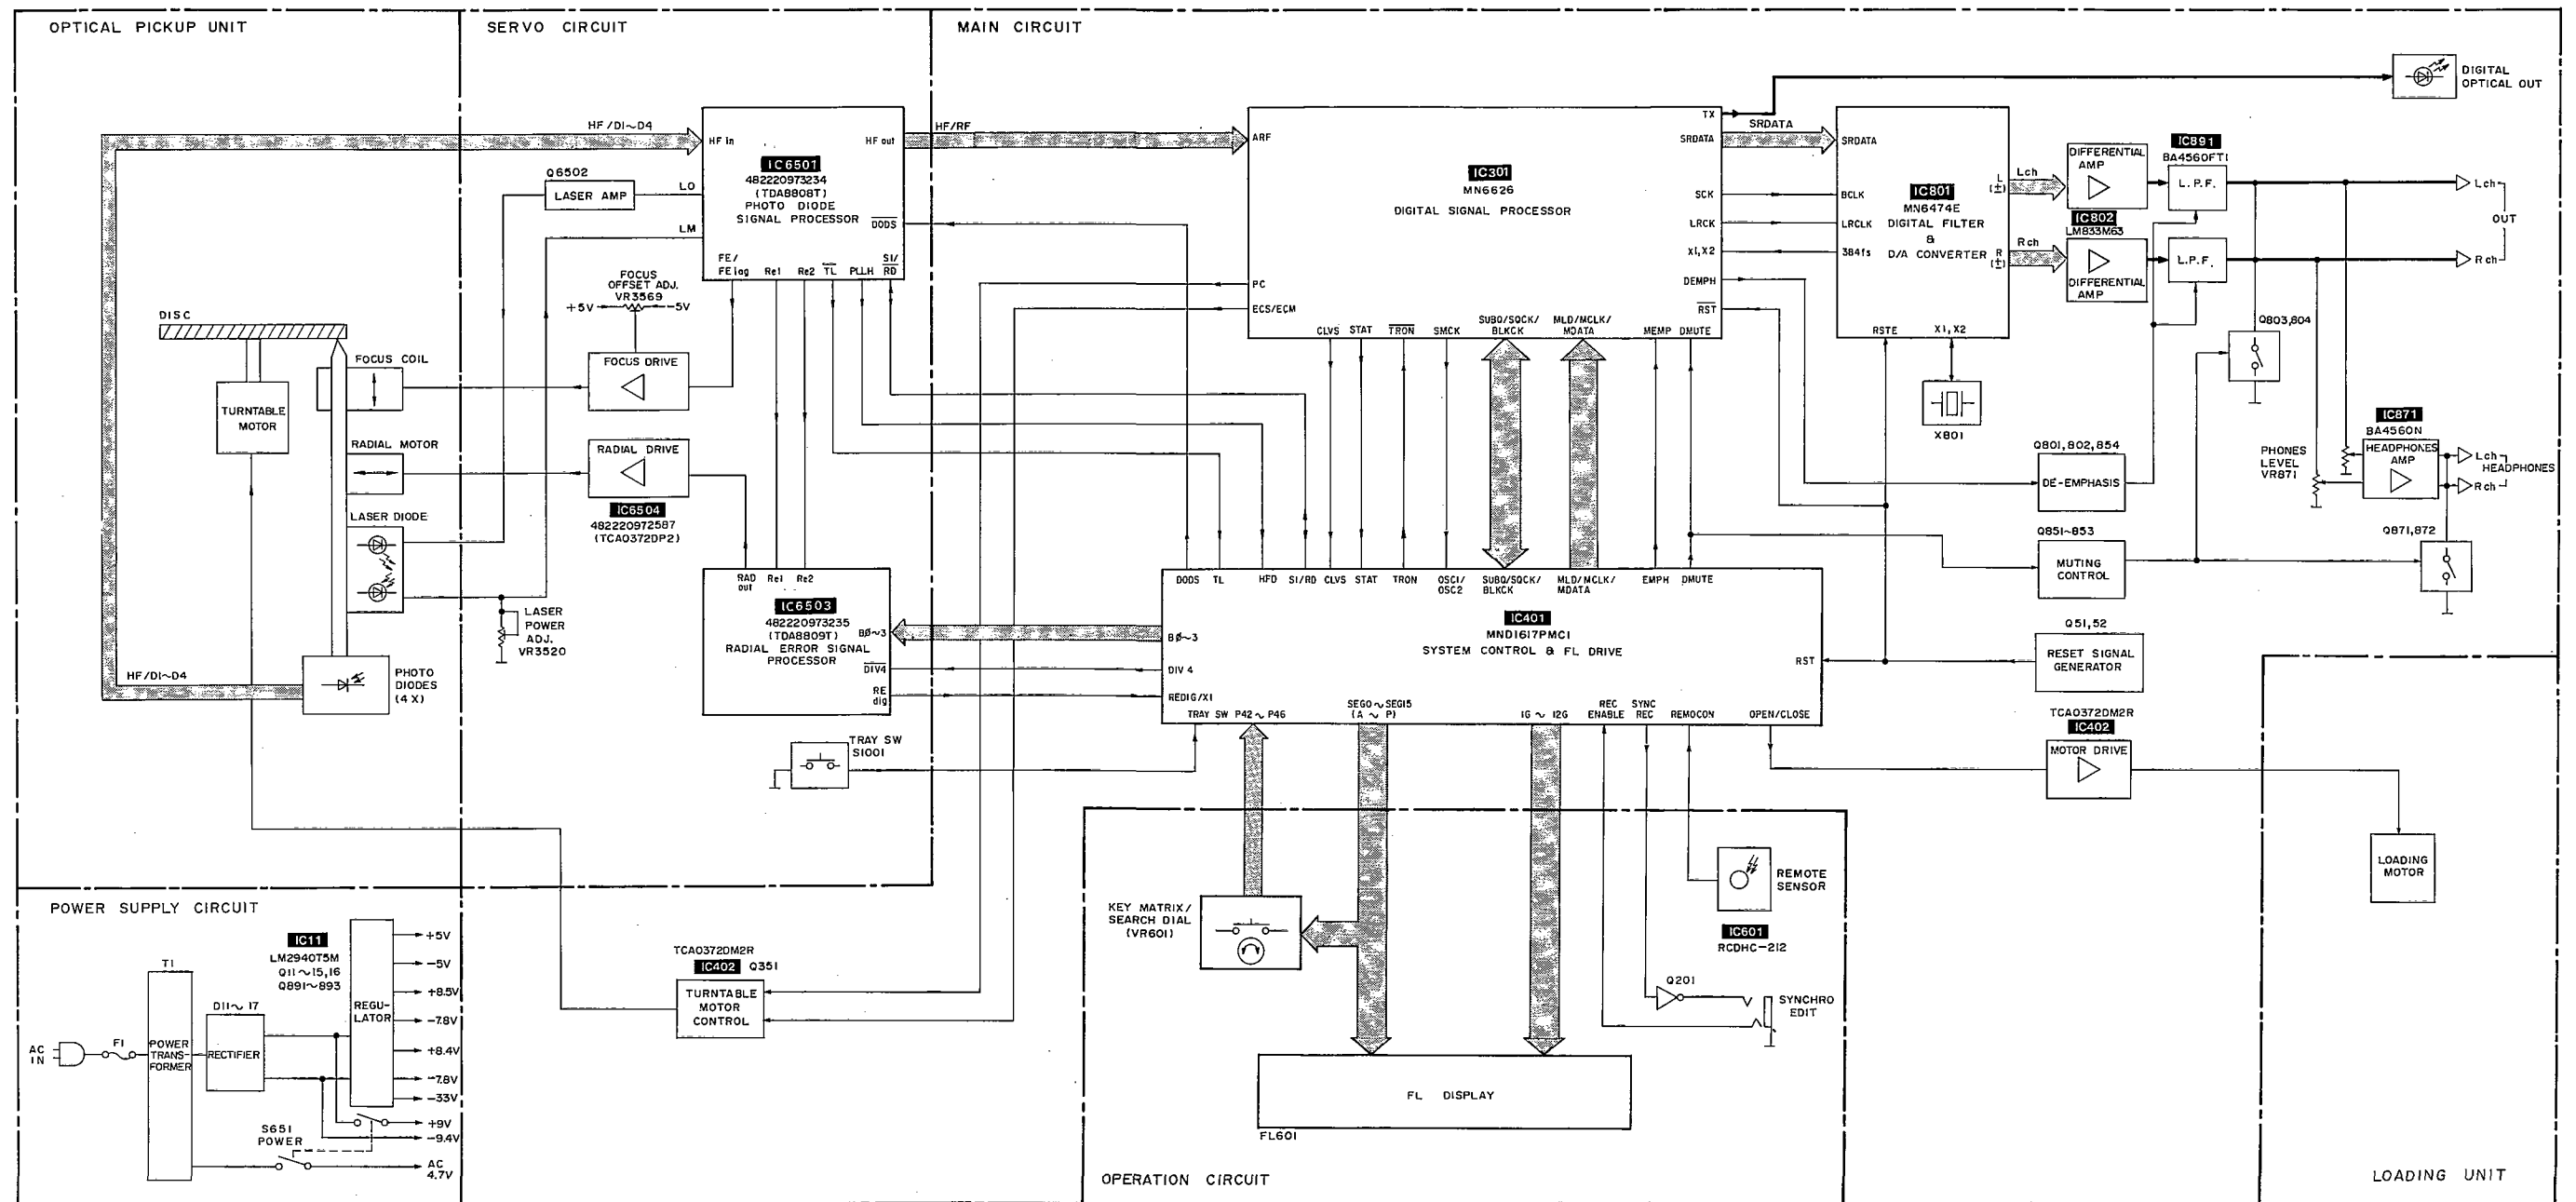 OPTICAL PICKUP UNIT
HF/D1~D4
DISC
FOCUS COIL
TURNTABLE
MOTOR
RADIAL MOTOR
LASER DIODE
HF/D1~D4
PHOTO
DIODES
(4X)
SERVO CIRCUIT
Q6502
LASER AMP
LO
LM
HF in
HF out
IC6501
482220973234
(TDA8808T)
PHOTO DIODE
SIGNAL PROCESSOR
DODS
FE/
FE lag
Re1
Re2
TL
PLLH
SI/
RD
FOCUS
OFFSET ADJ.
VR3569
+5V
-5V
FOCUS DRIVE
RADIAL DRIVE
IC6504
482220972587
(TCA0372DP2)
LASER
POWER
ADJ.
VR3520
RAD
out
Re1
Re2
IC6503
482220973235
(TDA8809T)
RADIAL ERROR SIGNAL
PROCESSOR
BØ~3
DIV4
RE
dig
TRAY SW
S1001
MAIN CIRCUIT
HF/RF
ARF
IC301
MN6626
DIGITAL SIGNAL PROCESSOR
TX
SRDATA
SCK
LRCK
X1,X2
DEMPH
RST
PC
ECS/ECM
CLVS
STAT
TRON
SMCK
SUBQ/SQCK/
BLKCK
MLD/MCLK/
MDATA
MEMP
DMUTE
SRDATA
SRDATA
BCLK
LRCLK
384fs
IC801
MN6474E
DIGITAL FILTER
&
D/A CONVERTER
L
(±)
R
(±)
RSTE
X1, X2
X801
Lch
Rch
DIFFERENTIAL
AMP
IC802
LM833M63
DIFFERENTIAL
AMP
IC891
BA4560FT1
L.P.F.
L.P.F.
DIGITAL
OPTICAL OUT
Lch
OUT
Rch
Q803,804
IC871
BA4560N
HEADPHONES
AMP
PHONES
LEVEL
VR871
Lch
HEADPHONES
Rch
Q801,802,854
DE-EMPHASIS
Q851~853
MUTING
CONTROL
Q871,872
Q51,52
RESET SIGNAL
GENERATOR
DODS
TL
HFD
SI/RD
CLVS
STAT
TRON
OSC1/
OSC2
SUBQ/SQCK/
BLKCK
MLD/MCLK/
MDATA
EMPH
DMUTE
IC401
MND1617PMC1
SYSTEM CONTROL & FL DRIVE
BØ~3
DIV 4
REDIG/X1
RST
TRAY SW
P42~P46
SEG0~SEG15
(A ~ P)
1G ~ 12G
REC
ENABLE
SYNC
REC
REMOCON
OPEN/CLOSE
TCA0372DM2R
IC402
MOTOR DRIVE
LOADING
MOTOR
LOADING UNIT
POWER SUPPLY CIRCUIT
AC
IN
F1
T1
POWER
TRANS-
FORMER
D11~17
RECTIFIER
IC11
LM2940T5M
Q11~15,16
Q891~893
REGU-
LATOR
+5V
-5V
+8.5V
-7.8V
+8.4V
-7.8V
-33V
+9V
-9.4V
AC
4.7V
S651
POWER
TCA0372DM2R
IC402 Q351
TURNTABLE
MOTOR
CONTROL
KEY MATRIX/
SEARCH DIAL
(VR601)
REMOTE
SENSOR
IC601
RCDHC-212
Q201
SYNCHRO
EDIT
FL DISPLAY
FL601
OPERATION CIRCUIT